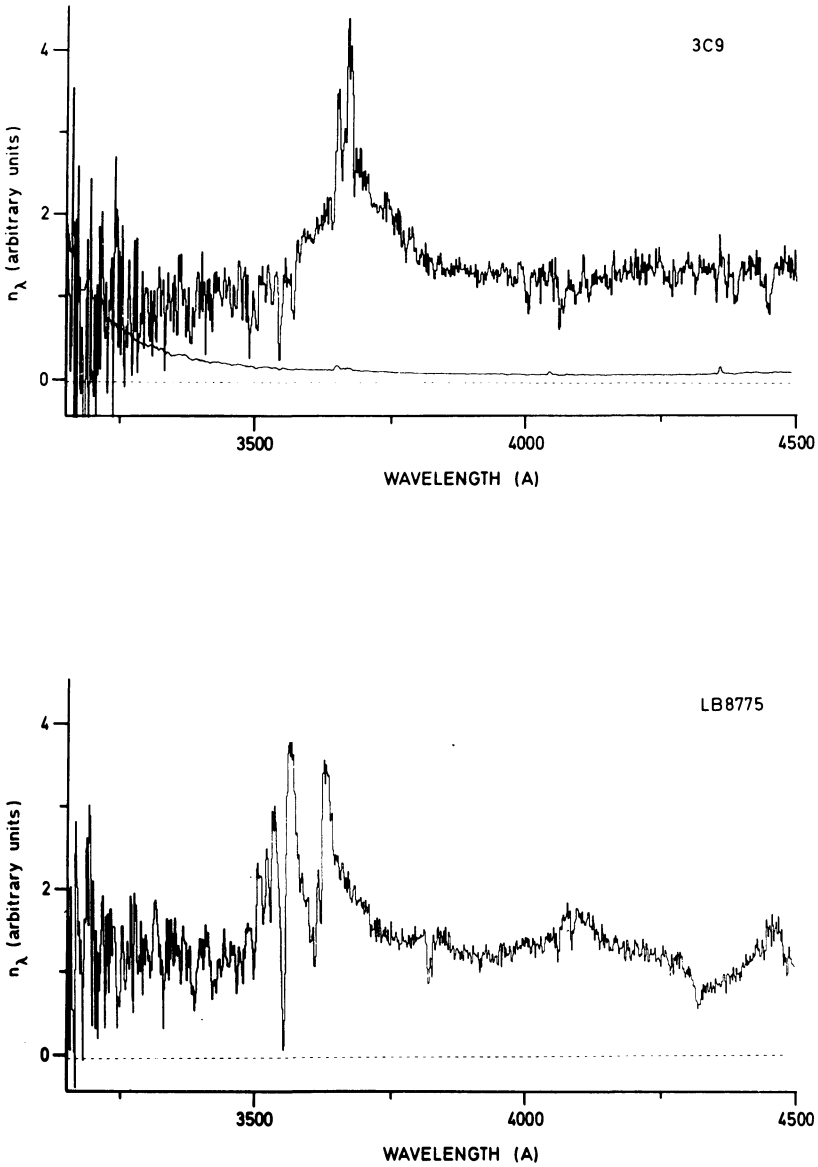 3C9
4
2
0
n_λ (arbitrary units)
3500
4000
4500
WAVELENGTH (A)
LB8775
4
2
0
n_λ (arbitrary units)
3500
4000
4500
WAVELENGTH (A)